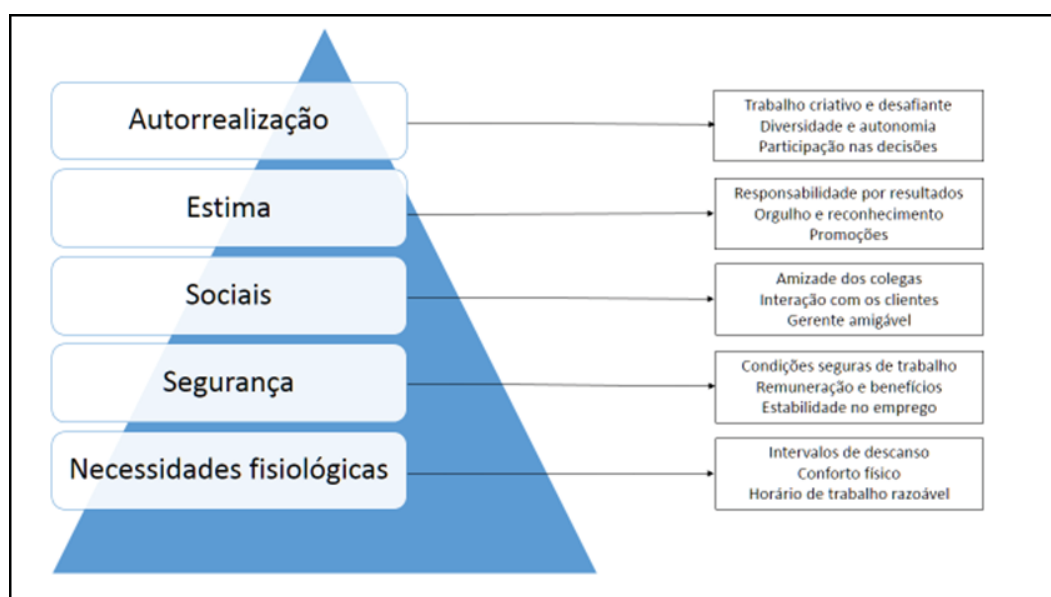 Autorrealização
Trabalho criativo e desafiante
Diversidade e autonomia
Participação nas decisões
Estima
Responsabilidade por resultados
Orgulho e reconhecimento
Promoções
Sociais
Amizade dos colegas
Interação com os clientes
Gerente amigável
Segurança
Condições seguras de trabalho
Remuneração e benefícios
Estabilidade no emprego
Necessidades fisiológicas
Intervalos de descanso
Conforto físico
Horário de trabalho razoável